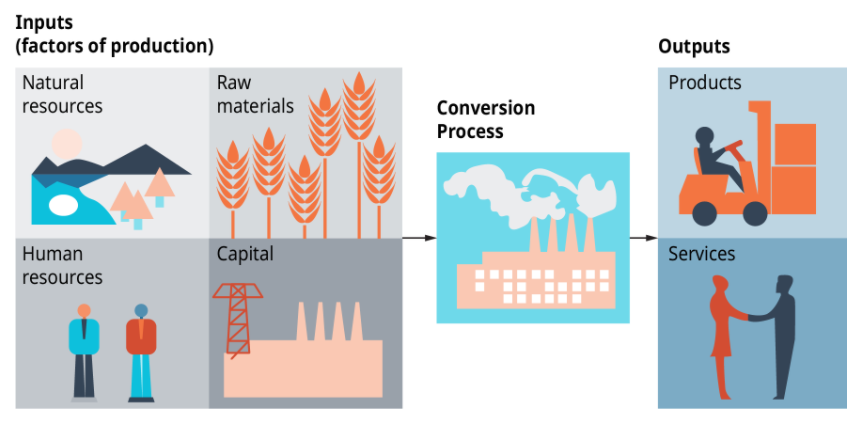 Inputs
(factors of production)
Natural
resources
Raw
materials
Human
resources
Capital
Conversion
Process
Outputs
Products
Services